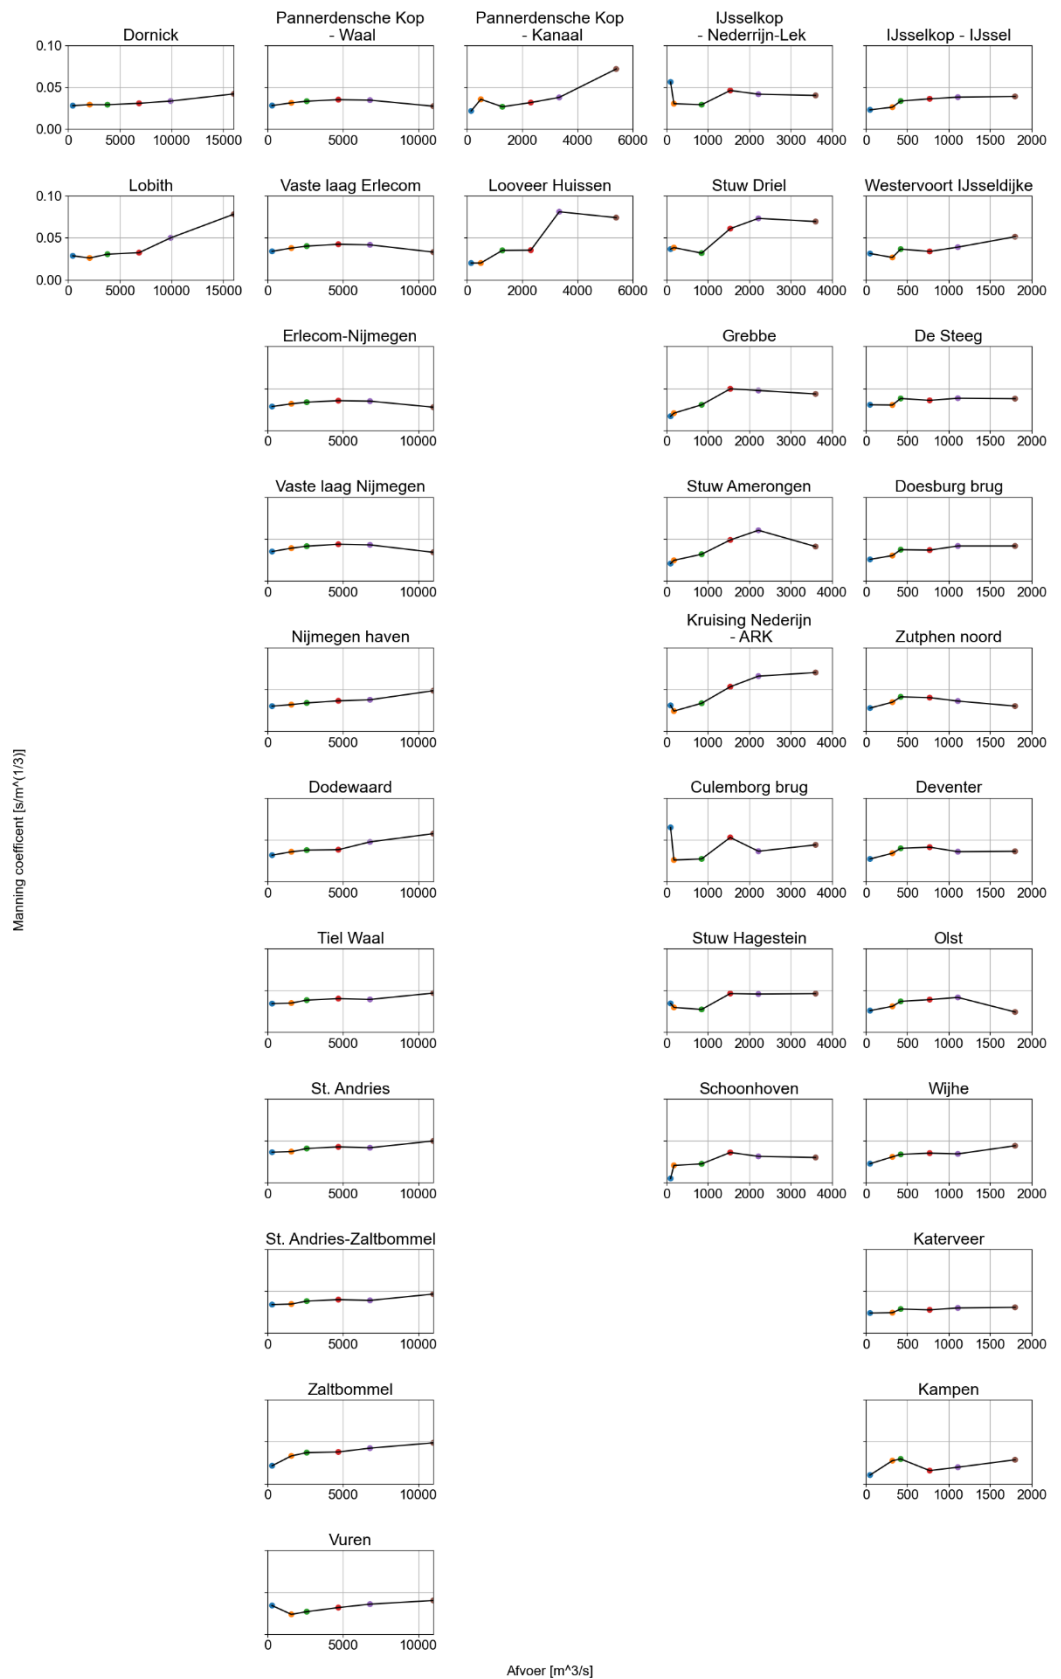 Pannerdensche Kop
- Waal
Pannerdensche Kop
- Kanaal
IJsselkop
- Nederrijn-Lek
Dornick
IJsselkop - IJssel
0.10
0.05
0.00
0 5000 10000 15000
0 5000 10000
0 2000 4000 6000
0 1000 2000 3000 4000
0 500 1000 1500 2000
Lobith
Vaste laag Erlecom
Looveer Huissen
Stuw Driel
Westervoort IJsseldijke
0.10
0.05
0.00
0 5000 10000 15000
0 5000 10000
0 2000 4000 6000
0 1000 2000 3000 4000
0 500 1000 1500 2000
Erlecom-Nijmegen
Grebbe
De Steeg
0 5000 10000
0 1000 2000 3000 4000
0 500 1000 1500 2000
Vaste laag Nijmegen
Stuw Amerongen
Doesburg brug
0 5000 10000
0 1000 2000 3000 4000
0 500 1000 1500 2000
Nijmegen haven
Kruising Nederijn
- ARK
Zutphen noord
0 5000 10000
0 1000 2000 3000 4000
0 500 1000 1500 2000
Manning coefficent [s/m^(1/3)]
Dodewaard
Culemborg brug
Deventer
0 5000 10000
0 1000 2000 3000 4000
0 500 1000 1500 2000
Tiel Waal
Stuw Hagestein
Olst
0 5000 10000
0 1000 2000 3000 4000
0 500 1000 1500 2000
St. Andries
Schoonhoven
Wijhe
0 5000 10000
0 1000 2000 3000 4000
0 500 1000 1500 2000
St. Andries-Zaltbommel
Katerveer
0 5000 10000
0 500 1000 1500 2000
Zaltbommel
Kampen
0 5000 10000
0 500 1000 1500 2000
Vuren
0 5000 10000
Afvoer [m^3/s]